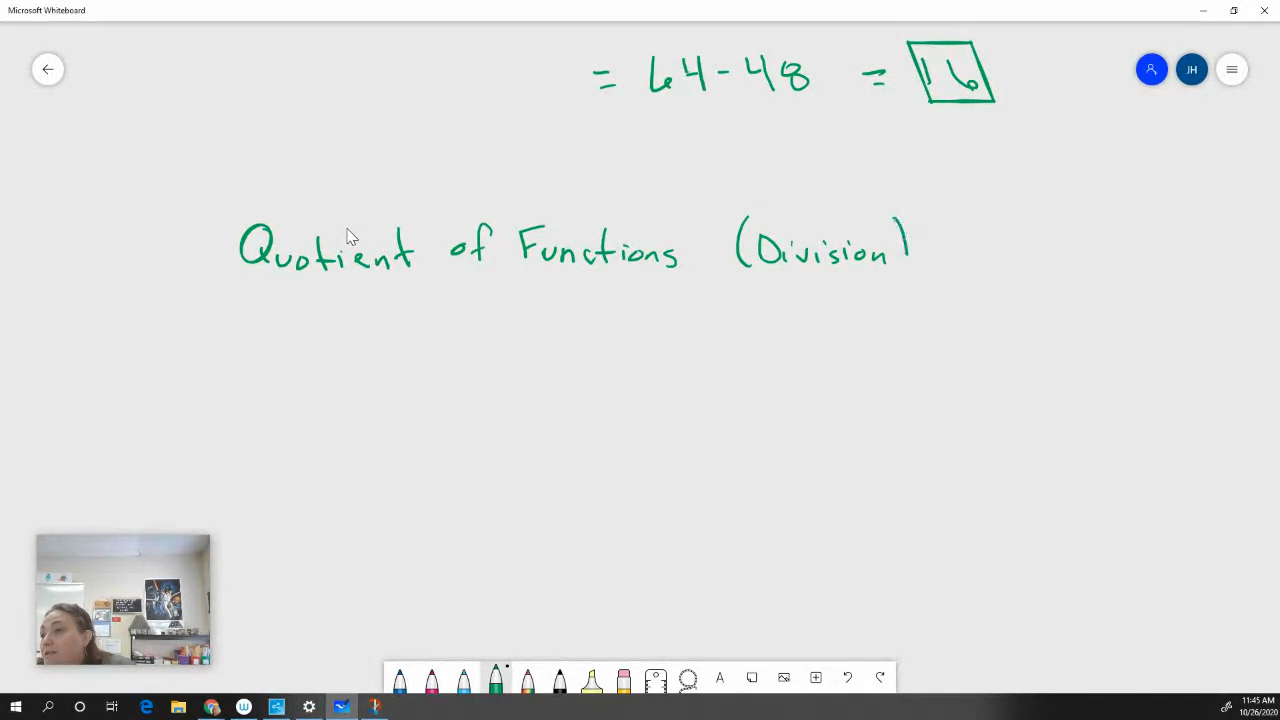 Microsoft Whiteboard
= 64 - 48 = 16
JH
Quotient of Functions (Division)
A
11:45 AM
10/26/2020